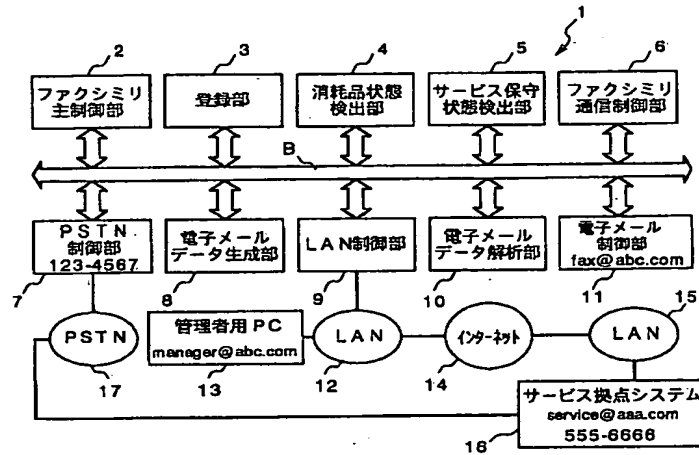 1
2
3
4
5
6
ファクシミリ
主制御部
登録部
消耗品状態
検出部
サービス保守
状態検出部
ファクシミリ
通信制御部
B
PSTN
制御部
123-4567
電子メール
データ生成部
LAN制御部
電子メール
データ解析部
電子メール
制御部
fax@abc.com
7
8
9
10
11
15
PSTN
管理者用PC
manager@abc.com
LAN
インターネット
LAN
17
13
12
14
サービス拠点システム
service@aaa.com
555-6666
16